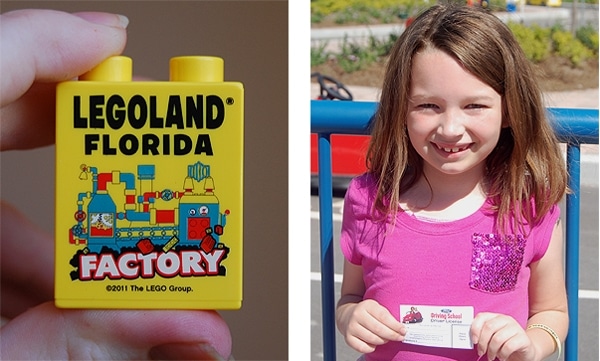 LEGOLAND®
FLORIDA
FACTORY
©2011 The LEGO Group.
Driving School